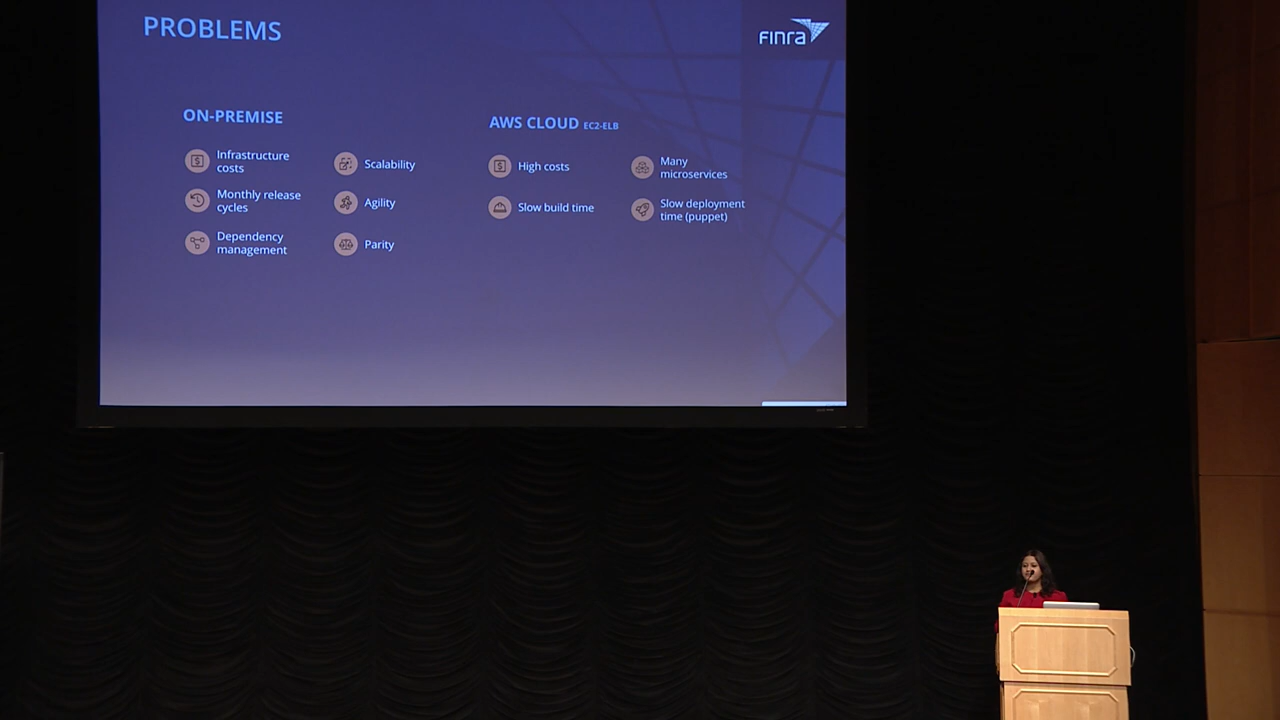 PROBLEMS
FINRA
ON-PREMISE
Infrastructure
costs
Scalability
Monthly release
cycles
Agility
Dependency
management
Parity
AWS CLOUD EC2-ELB
High costs
Many
microservices
Slow build time
Slow deployment
time (puppet)